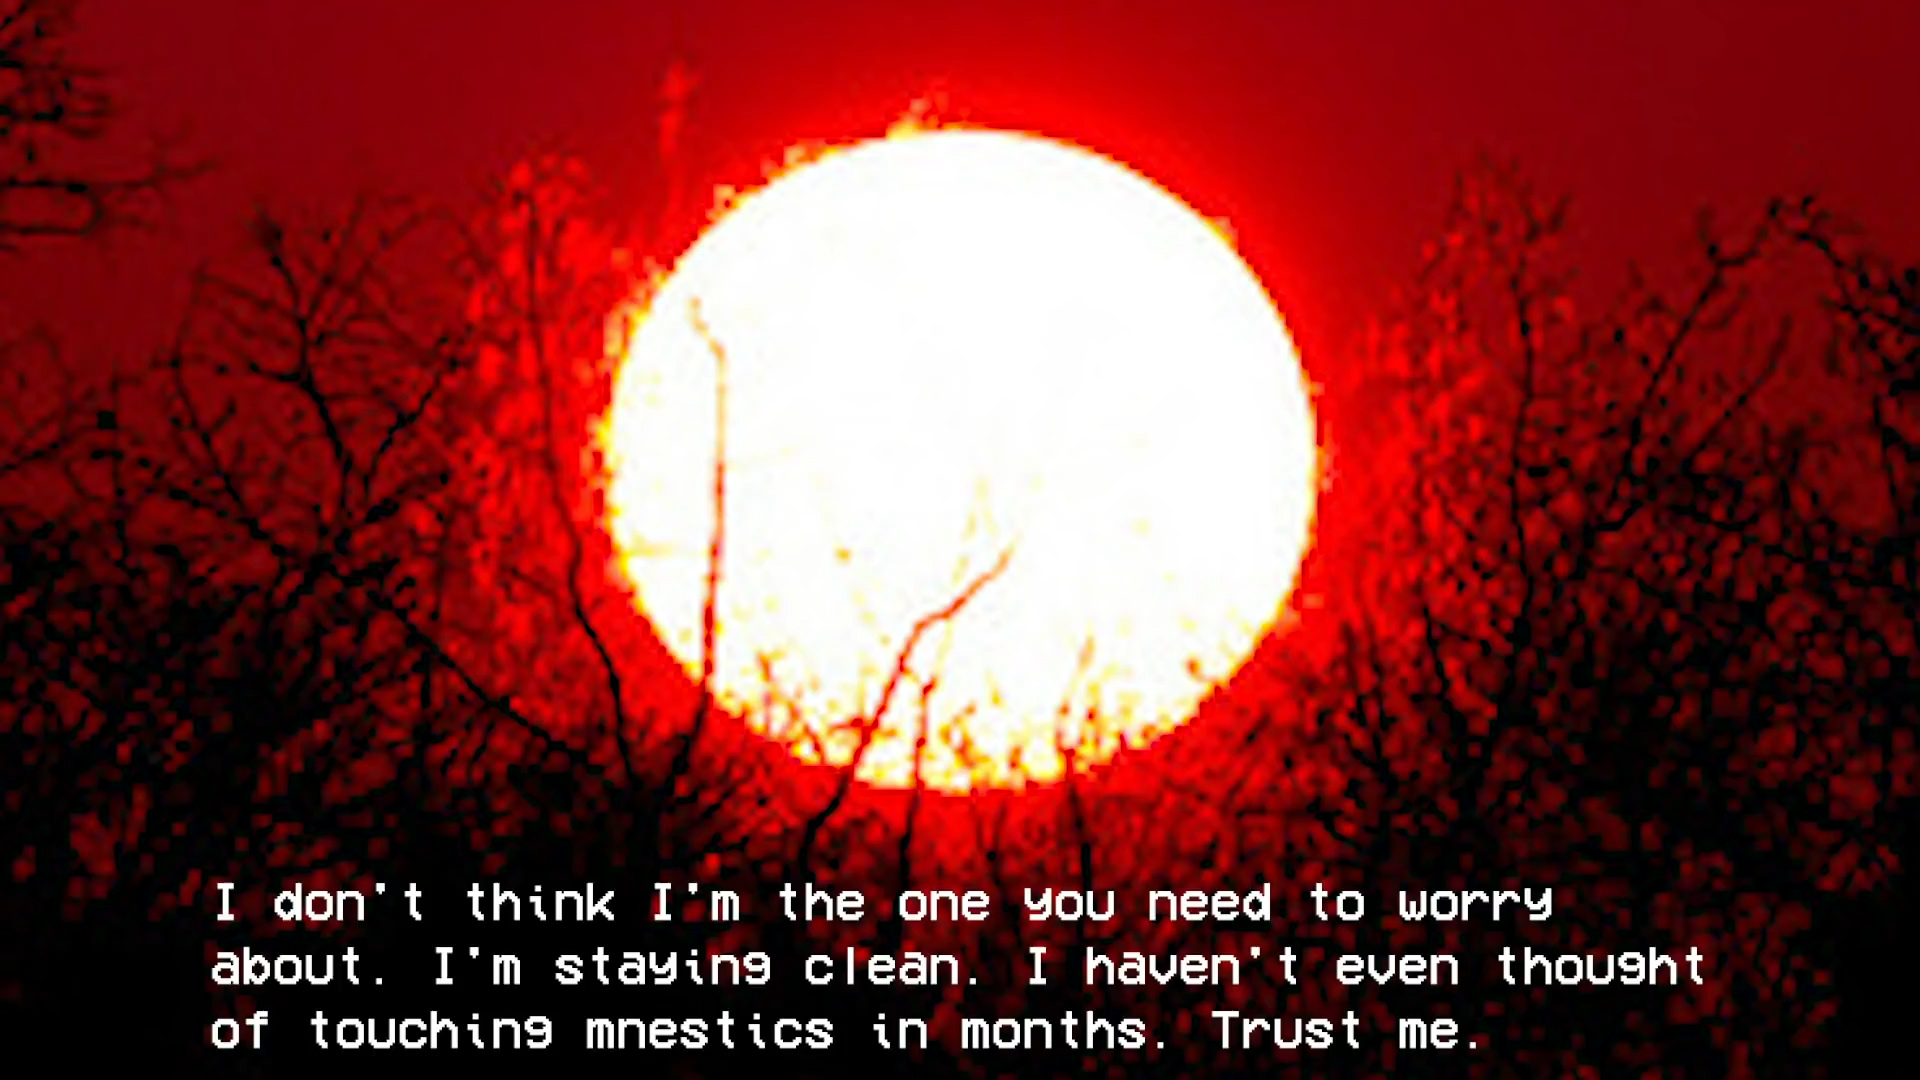 I don't think I'm the one you need to worry
about. I'm staying clean. I haven't even thought
of touching mnestics in months. Trust me.